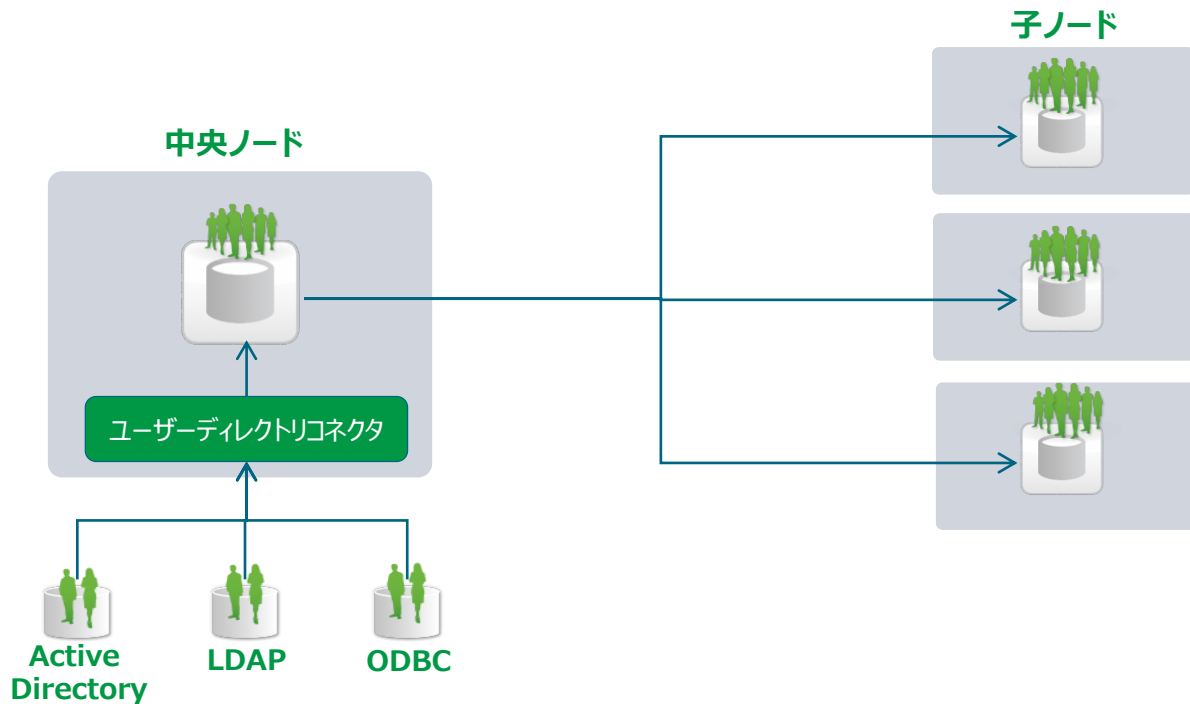 子ノード
中央ノード
ユーザーディレクトリコネクタ
Active
Directory
LDAP
ODBC